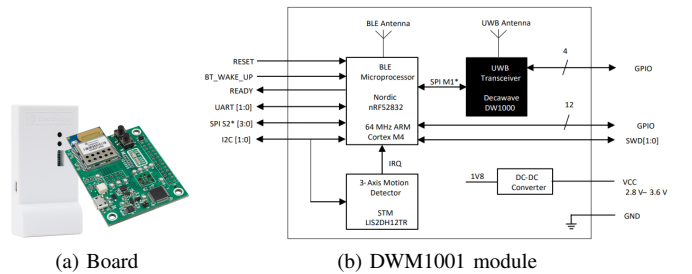 BLE Antenna
UWB Antenna
RESET
BT_WAKE_UP
READY
UART [1:0]
SPI S2* [3:0]
I2C [1:0]
BLE
Microprocessor
Nordic
nRF52832
64 MHz ARM
Cortex M4
SPI M1*
UWB
Transceiver
Decawave
DW1000
4
GPIO
12
GPIO
SWD[1:0]
IRQ
3-Axis Motion
Detector
STM
LIS2DH12TR
1V8
DC-DC
Converter
VCC
2.8 V– 3.6 V
GND
(a) Board
(b) DWM1001 module